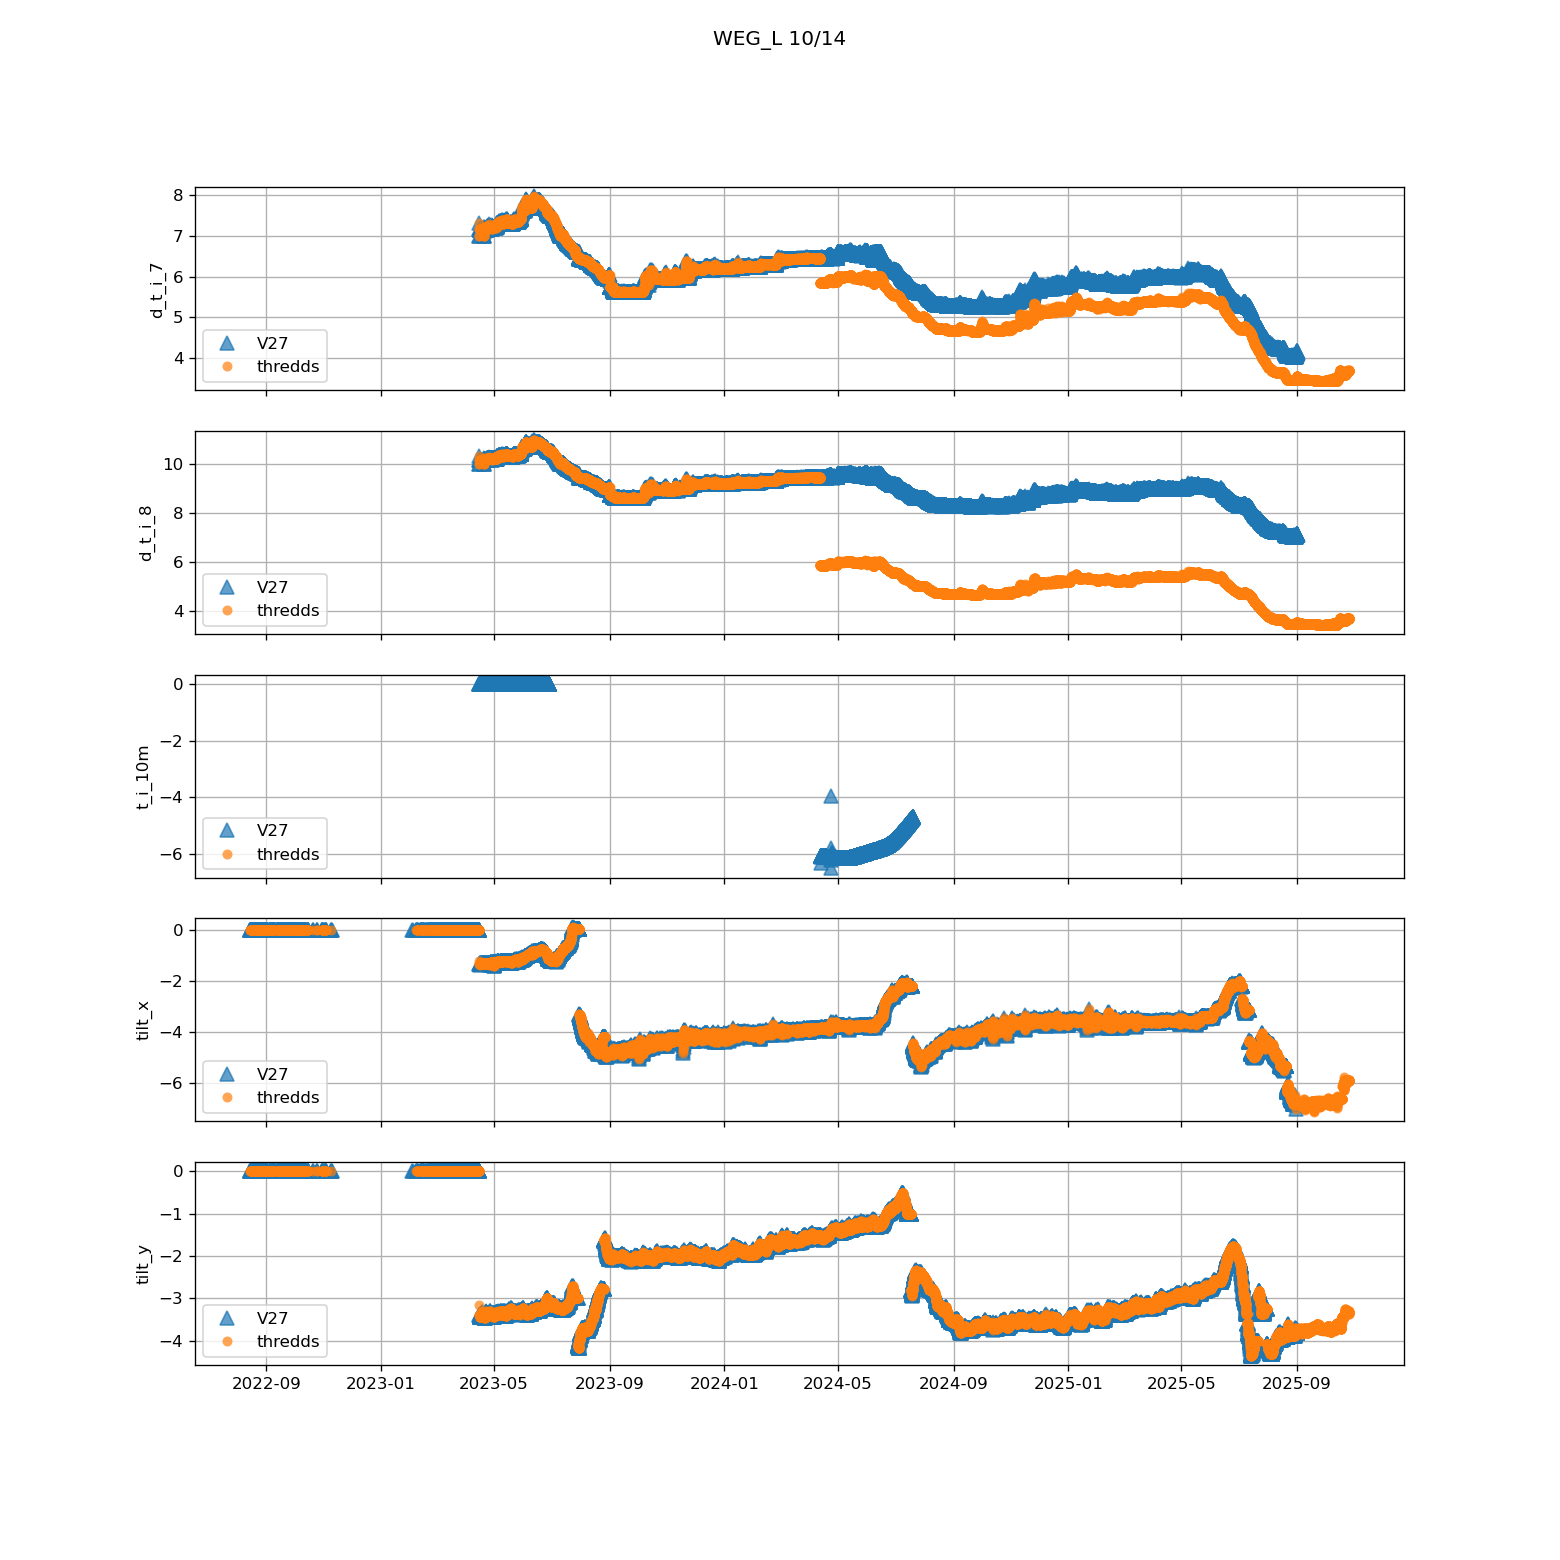 WEG_L 10/14
8
7
6
5
4
d_t_i_7
V27
thredds
10
8
6
4
d_t_i_8
V27
thredds
0
−2
−4
−6
t_i_10m
V27
thredds
0
−2
−4
−6
tilt_x
V27
thredds
0
−1
−2
−3
−4
tilt_y
V27
thredds
2022-09 2023-01 2023-05 2023-09 2024-01 2024-05 2024-09 2025-01 2025-05 2025-09